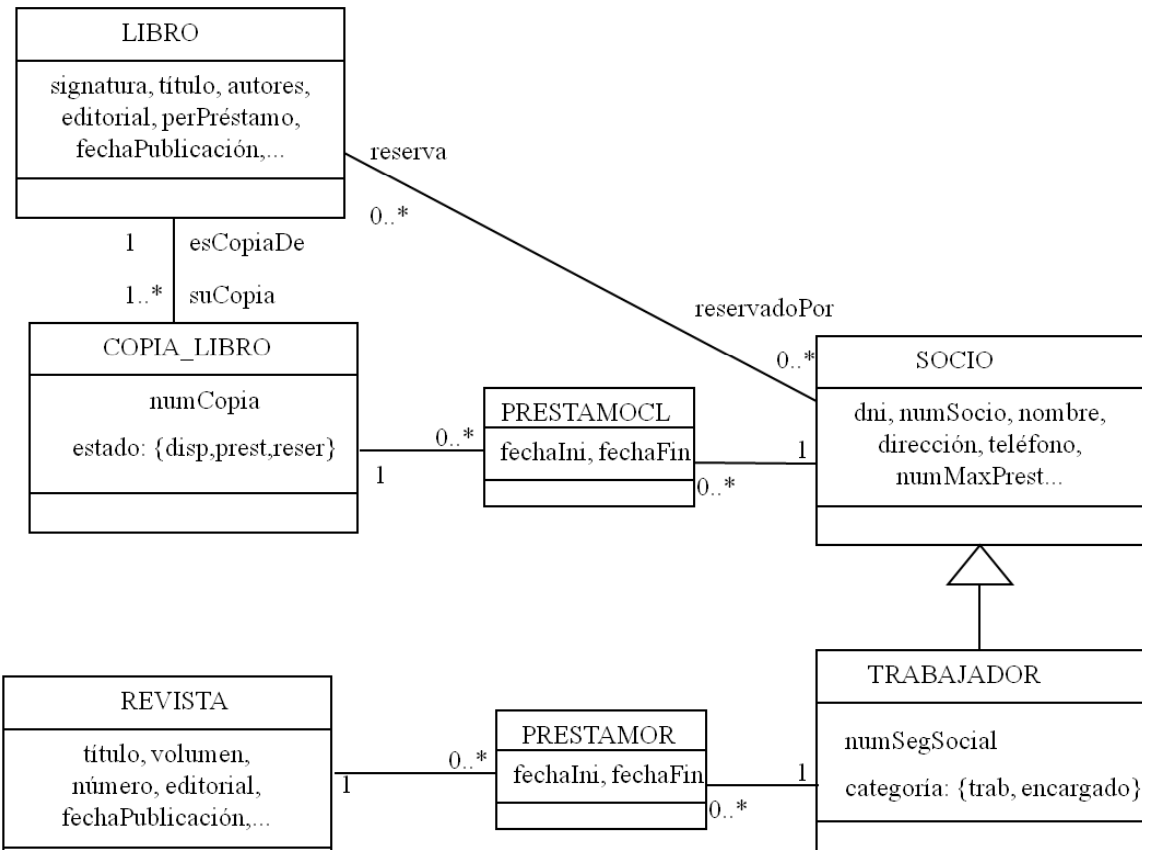 LIBRO
signatura, título, autores,
editorial, perPréstamo,
fechaPublicación,...
reserva
0..*
1
esCopiaDe
1..*
suCopia
reservadoPor
0..*
COPIA_LIBRO
numCopia
estado: {disp,prest,reser}
0..*
1
PRESTAMOCL
fechaIni, fechaFin
1
0..*
SOCIO
dni, numSocio, nombre,
dirección, teléfono,
numMaxPrest...
REVISTA
título, volumen,
número, editorial,
fechaPublicación,...
0..*
1
PRESTAMOR
fechaIni, fechaFin
1
0..*
TRABAJADOR
numSegSocial
categoría: {trab, encargado}